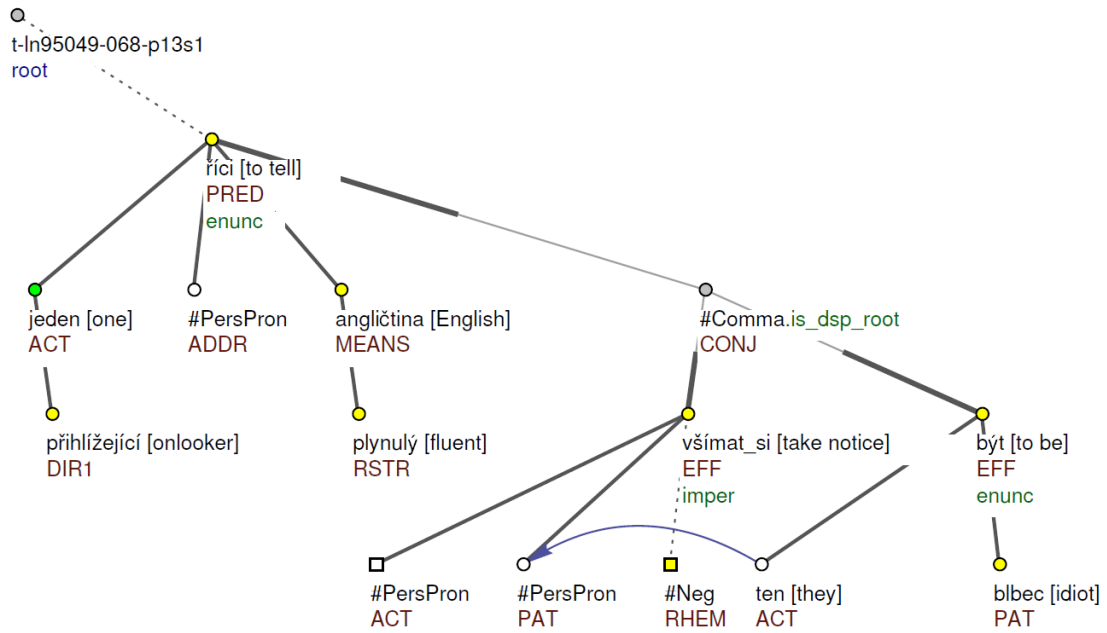 t-ln95049-068-p13s1
root
říci [to tell]
PRED
enunc
jeden [one]
ACT
#PersPron
ADDR
angličtina [English]
MEANS
#Comma.is_dsp_root
CONJ
přihlížející [onlooker]
DIR1
plynulý [fluent]
RSTR
všímat_si [take notice]
EFF
imper
být [to be]
EFF
enunc
#PersPron
ACT
#PersPron
PAT
#Neg
RHEM
ten [they]
ACT
blbec [idiot]
PAT